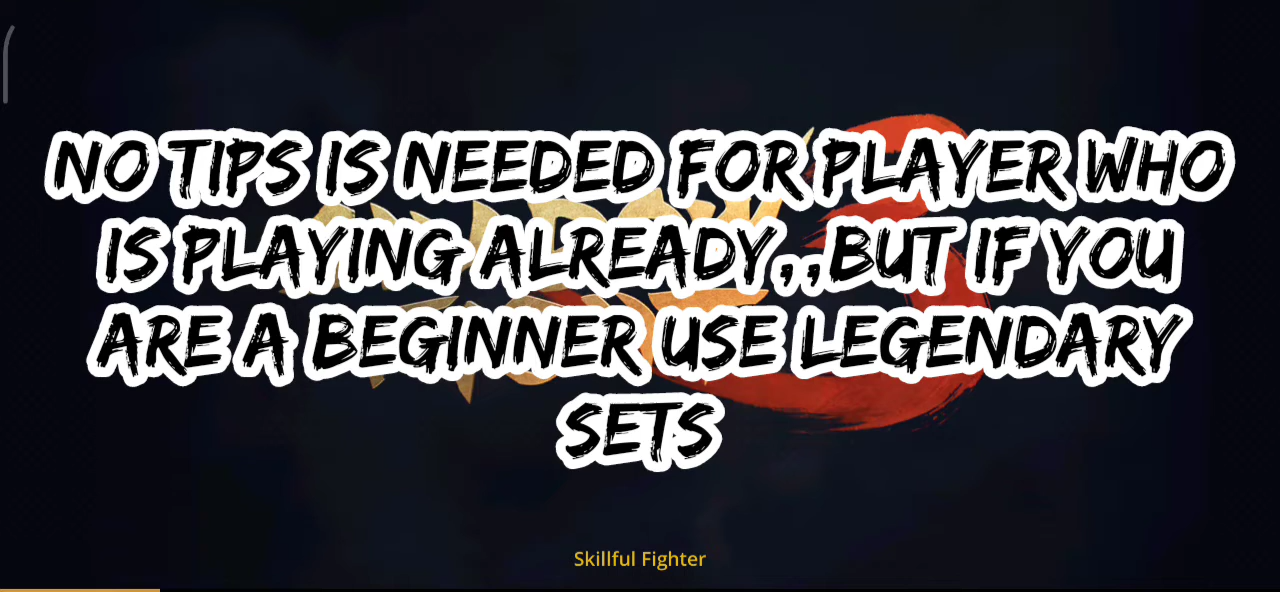 NO TIPS IS NEEDED FOR PLAYER WHO
IS PLAYING ALREADY,,BUT IF YOU
ARE A BEGINNER USE LEGENDARY
SETS
Skillful Fighter